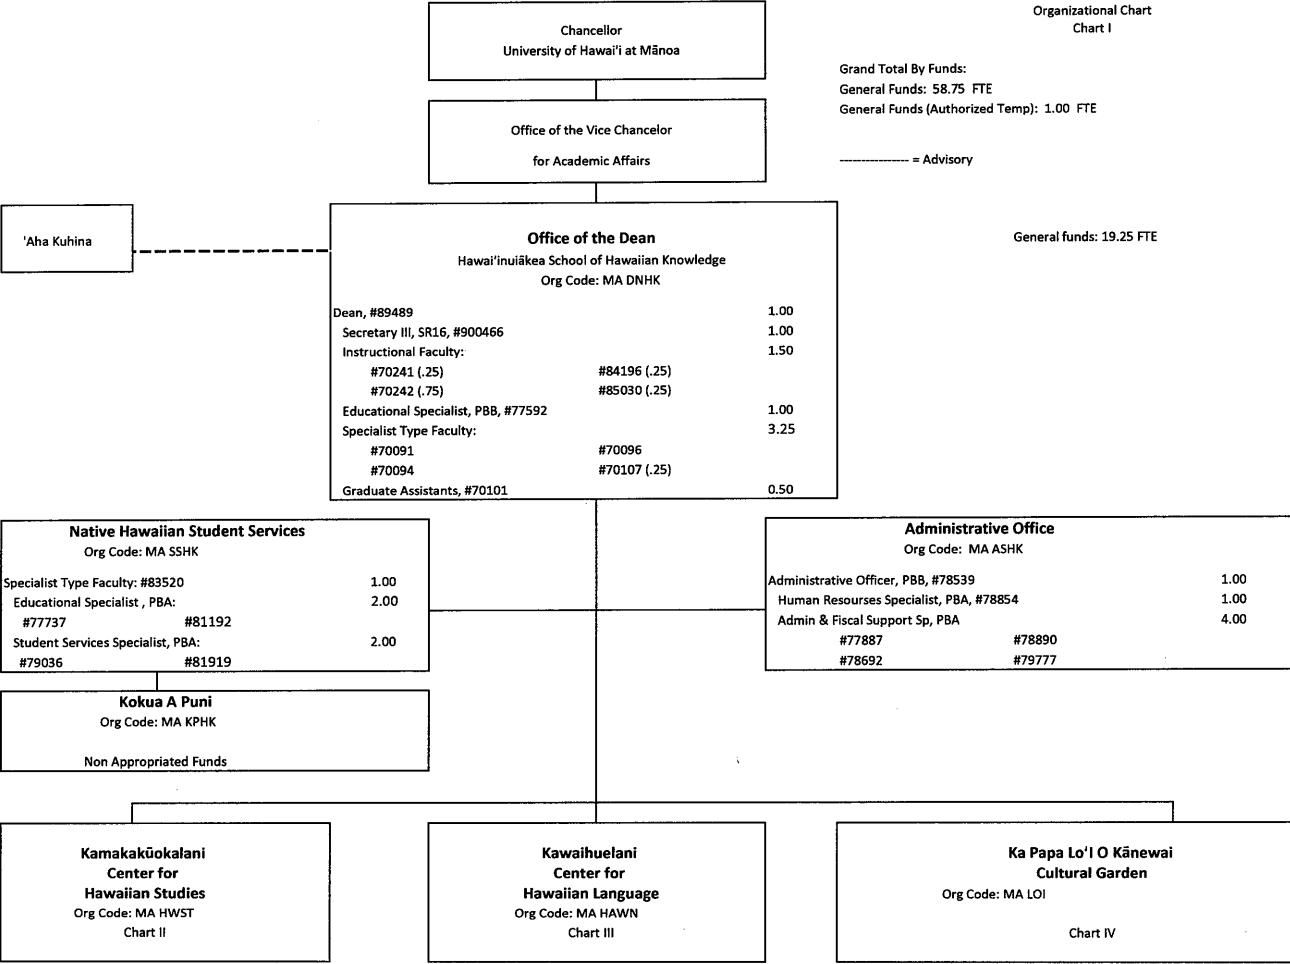 Organizational Chart
Chart I
Chancellor
University of Hawai'i at Mānoa
Grand Total By Funds:
General Funds: 58.75 FTE
General Funds (Authorized Temp): 1.00 FTE
Office of the Vice Chancelor
for Academic Affairs
---------------- = Advisory
'Aha Kuhina
General funds: 19.25 FTE
Office of the Dean
Hawai'inuiākea School of Hawaiian Knowledge
Org Code: MA DNHK
Dean, #89489 1.00
Secretary III, SR16, #900466 1.00
Instructional Faculty: 1.50
#70241 (.25) #84196 (.25)
#70242 (.75) #85030 (.25)
Educational Specialist, PBB, #77592 1.00
Specialist Type Faculty: 3.25
#70091 #70096
#70094 #70107 (.25)
Graduate Assistants, #70101 0.50
Native Hawaiian Student Services
Org Code: MA SSHK
Specialist Type Faculty: #83520 1.00
Educational Specialist , PBA: 2.00
#77737 #81192
Student Services Specialist, PBA: 2.00
#79036 #81919
Administrative Office
Org Code: MA ASHK
Administrative Officer, PBB, #78539 1.00
Human Resourses Specialist, PBA, #78854 1.00
Admin & Fiscal Support Sp, PBA 4.00
#77887 #78890
#78692 #79777
Kokua A Puni
Org Code: MA KPHK
Non Appropriated Funds
Kamakakūokalani
Center for
Hawaiian Studies
Org Code: MA HWST
Chart II
Kawaihuelani
Center for
Hawaiian Language
Org Code: MA HAWN
Chart III
Ka Papa Lo'I O Kānewai
Cultural Garden
Org Code: MA LOI
Chart IV